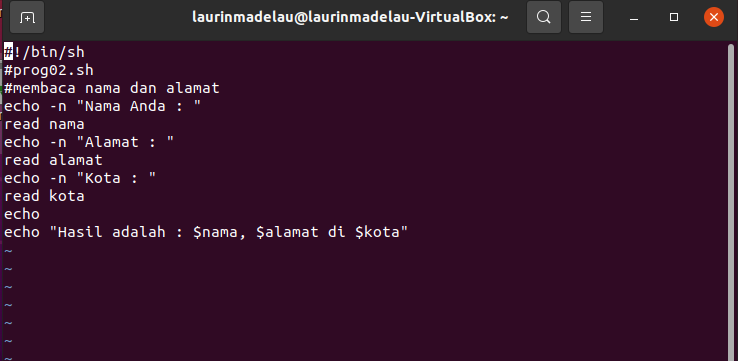 laurinmadelau@laurinmadelau-VirtualBox: ~
#!/bin/sh
#prog02.sh
#membaca nama dan alamat
echo -n "Nama Anda : "
read nama
echo -n "Alamat : "
read alamat
echo -n "Kota : "
read kota
echo
echo "Hasil adalah : $nama, $alamat di $kota"
~
~
~
~
~
~
~